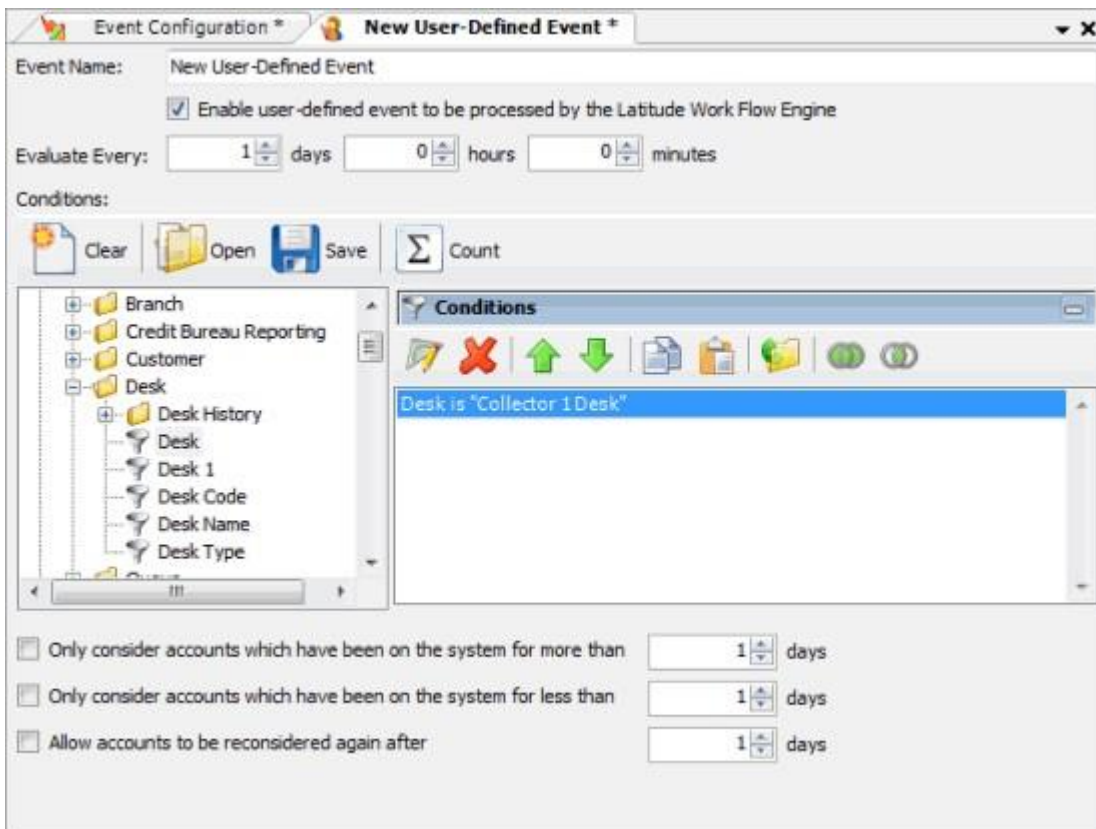 Event Configuration * New User-Defined Event *
Event Name: New User-Defined Event
Enable user-defined event to be processed by the Latitude Work Flow Engine
Evaluate Every: 1 days 0 hours 0 minutes
Conditions:
Clear Open Save Σ Count
Branch
Credit Bureau Reporting
Customer
Desk
Desk History
Desk
Desk 1
Desk Code
Desk Name
Desk Type
Conditions
Desk is "Collector 1 Desk"
Only consider accounts which have been on the system for more than 1 days
Only consider accounts which have been on the system for less than 1 days
Allow accounts to be reconsidered again after 1 days